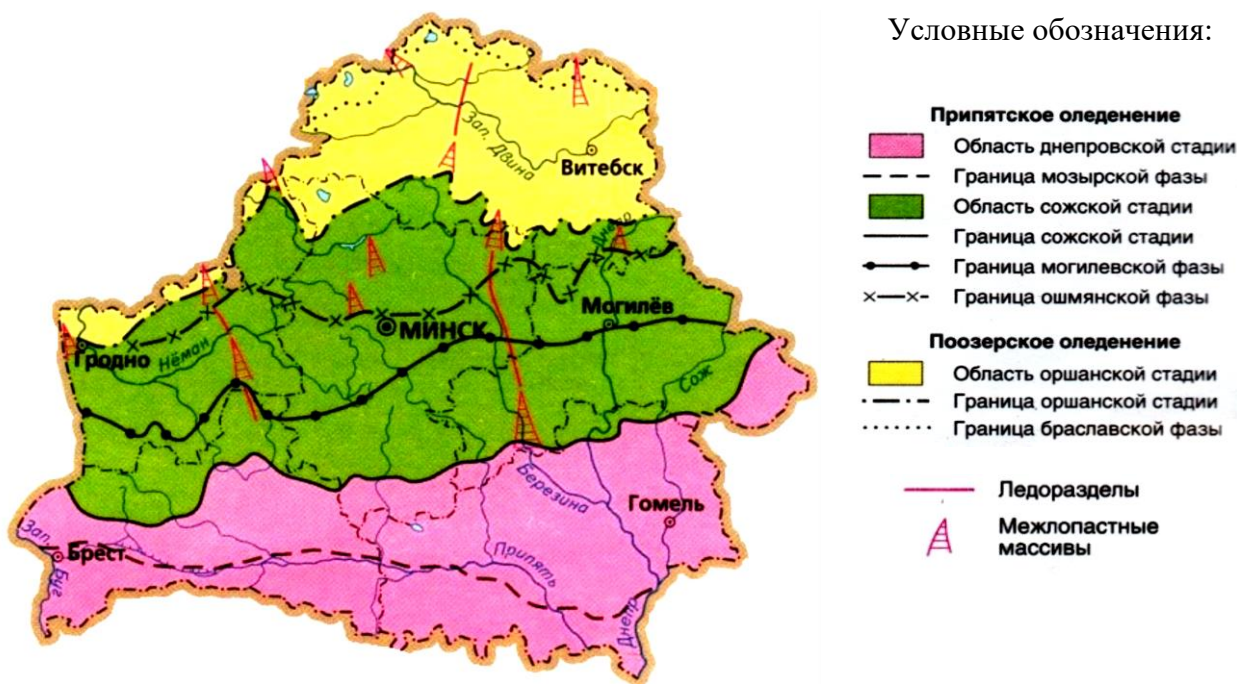 Условные обозначения:
Припятское оледенение
Область днепровской стадии
Граница мозырской фазы
Область сожской стадии
Граница сожской стадии
Граница могилевской фазы
Граница ошмянской фазы
Поозерское оледенение
Область оршанской стадии
Граница оршанской стадии
Граница браславской фазы
Ледоразделы
Межлопастные
массивы
Зап. Двина
Витебск
Днепр
МИНСК
Могилёв
Гродно
Нёман
Сож
Березина
Гомель
Зап.
Буг
Брест
Припять
Днепр